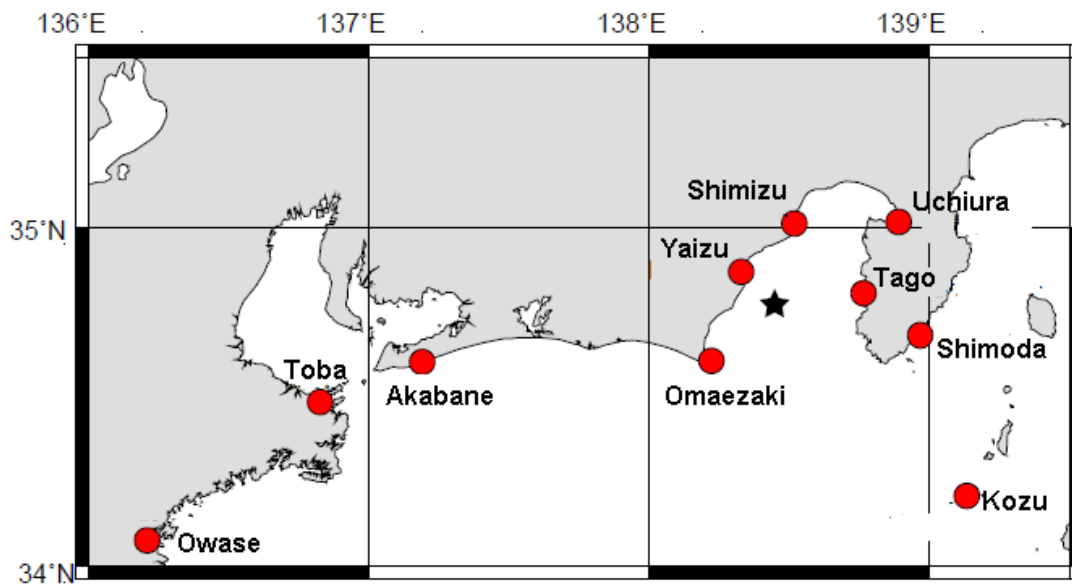 136°E
137°E
138°E
139°E
Shimizu
Uchiura
35°N
Yaizu
Tago
Shimoda
Toba
Akabane
Omaezaki
Kozu
Owase
34°N